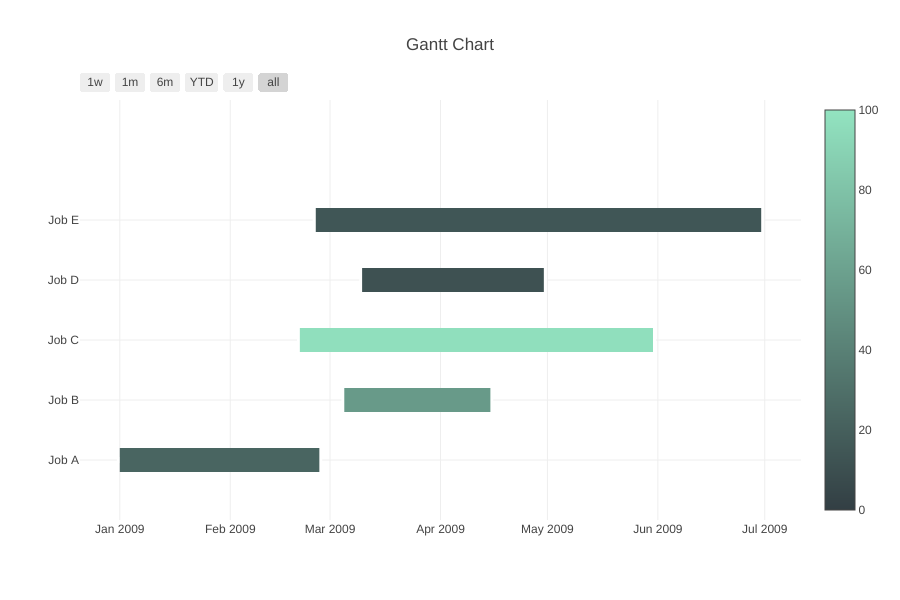 Gantt Chart
1w 1m 6m YTD 1y all
100
80
60
40
20
0
Job E
Job D
Job C
Job B
Job A
Jan 2009 Feb 2009 Mar 2009 Apr 2009 May 2009 Jun 2009 Jul 2009